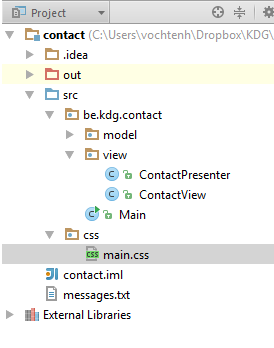 Project
contact (C:\Users\vochtenh\Dropbox\KDG\
.idea
out
src
be.kdg.contact
model
view
ContactPresenter
ContactView
Main
css
main.css
contact.iml
messages.txt
External Libraries